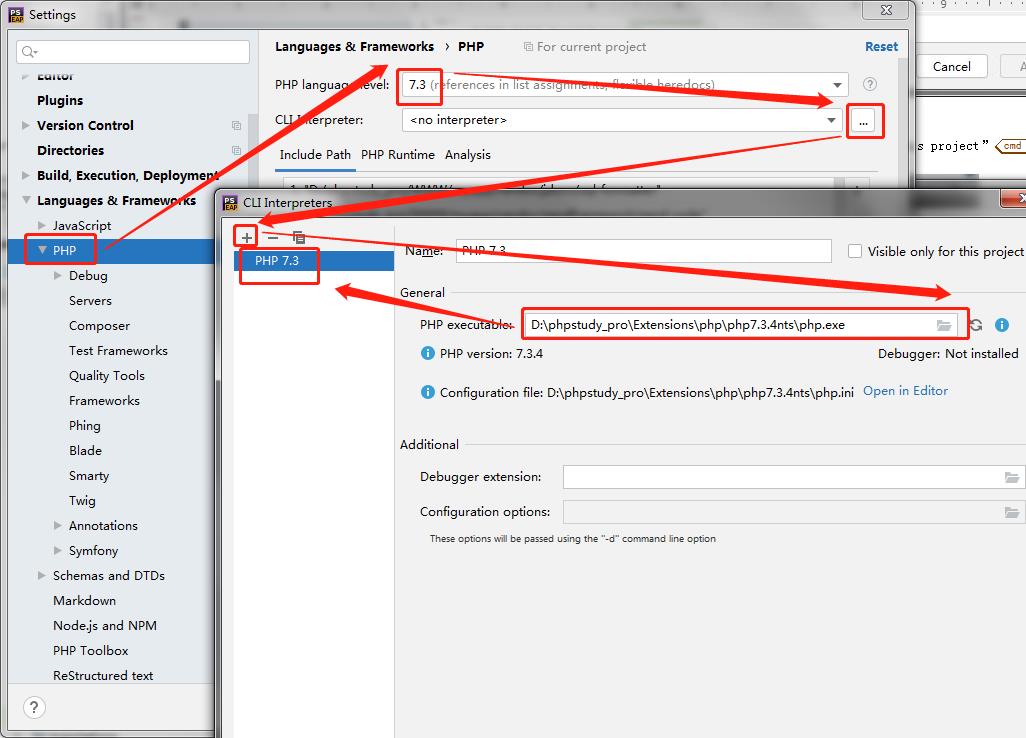 PS
EAP
Settings
Editor
Plugins
Version Control
Directories
Build, Execution, Deployment
Languages & Frameworks
JavaScript
PHP
Debug
Servers
Composer
Test Frameworks
Quality Tools
Frameworks
Phing
Blade
Smarty
Twig
Annotations
Symfony
Schemas and DTDs
Markdown
Node.js and NPM
PHP Toolbox
ReStructured text
?
Languages & Frameworks › PHP
For current project
Reset
PHP language level:
7.3 (references in list assignments, flexible heredocs)
?
CLI Interpreter:
<no interpreter>
...
Include Path
PHP Runtime
Analysis
9
Cancel
A
s project"
cmd
PS
EAP
CLI Interpreters
PHP 7.3
Name:
PHP 7.3
Visible only for this project
General
PHP executable:
D:\phpstudy_pro\Extensions\php\php7.3.4nts\php.exe
PHP version: 7.3.4
Debugger: Not installed
Configuration file: D:\phpstudy_pro\Extensions\php\php7.3.4nts\php.ini
Open in Editor
Additional
Debugger extension:
Configuration options:
These options will be passed using the "-d" command line option